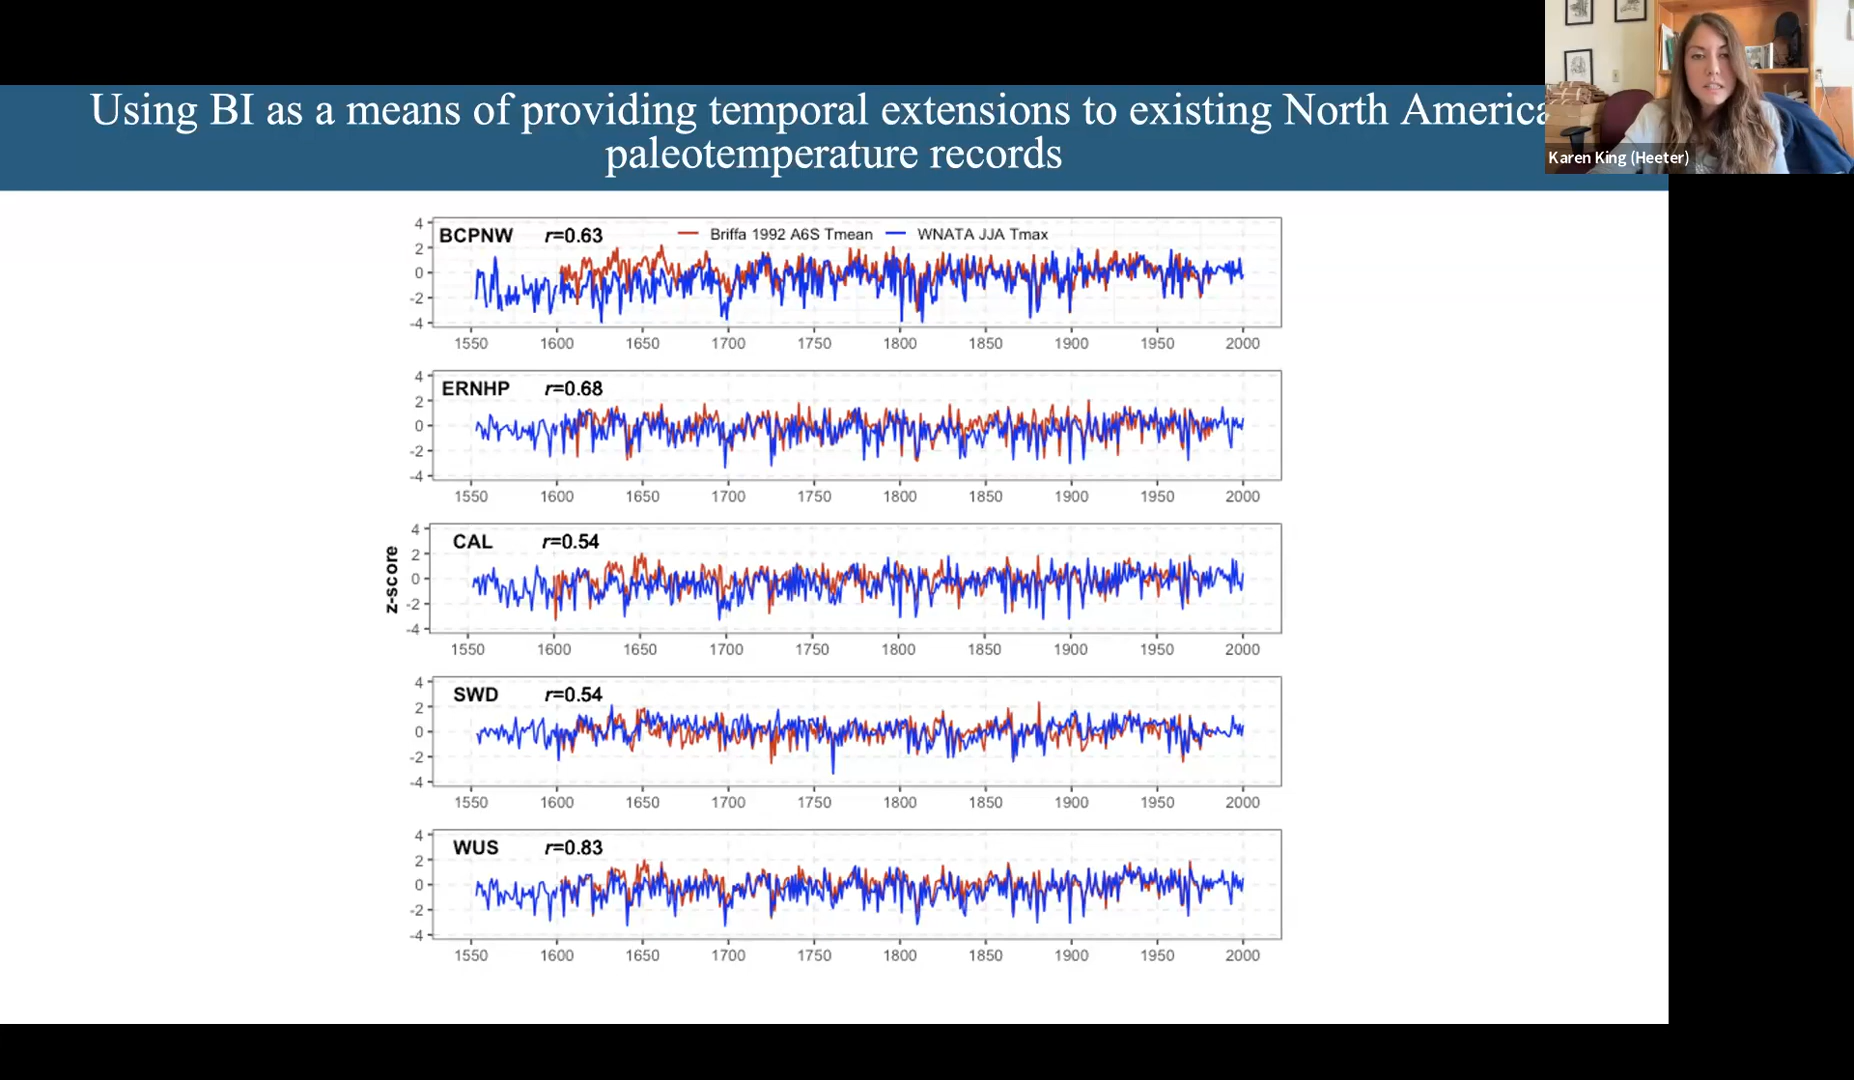 Using BI as a means of providing temporal extensions to existing North America
paleotemperature records
Karen King (Heeter)
BCPNW r=0.63 Briffa 1992 A6S Tmean WNATA JJA Tmax
4
2
0
-2
-4
1550 1600 1650 1700 1750 1800 1850 1900 1950 2000
ERNHP r=0.68
4
2
0
-2
-4
1550 1600 1650 1700 1750 1800 1850 1900 1950 2000
z-score
CAL r=0.54
4
2
0
-2
-4
1550 1600 1650 1700 1750 1800 1850 1900 1950 2000
SWD r=0.54
4
2
0
-2
-4
1550 1600 1650 1700 1750 1800 1850 1900 1950 2000
WUS r=0.83
4
2
0
-2
-4
1550 1600 1650 1700 1750 1800 1850 1900 1950 2000